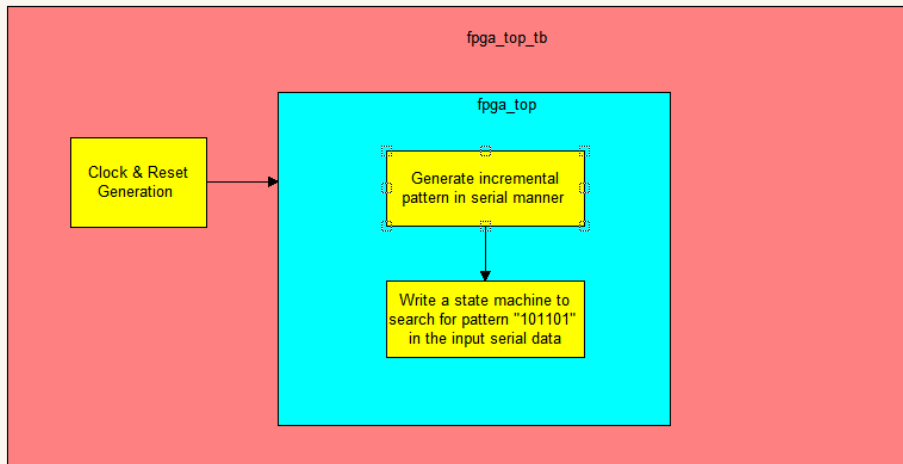 fpga_top_tb
fpga_top
Clock & Reset
Generation
Generate incremental
pattern in serial manner
Write a state machine to
search for pattern "101101"
in the input serial data